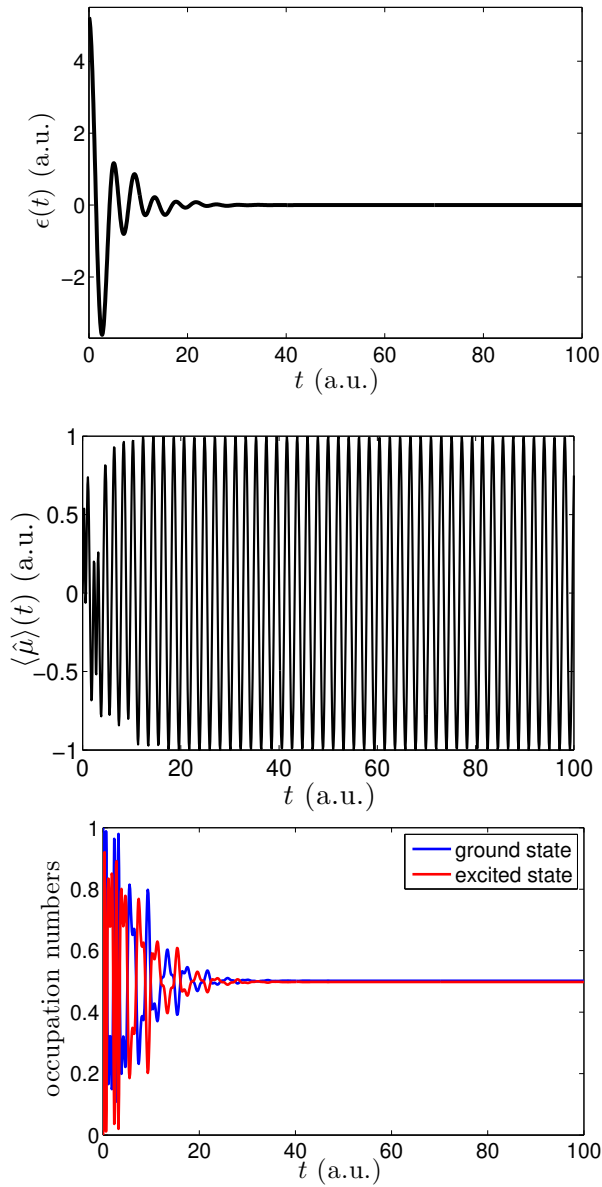 4
2
0
−2
ϵ(t) (a.u.)
0 20 40 60 80 100
t (a.u.)
1
0.5
0
−0.5
−1
⟨μ̂⟩(t) (a.u.)
0 20 40 60 80 100
t (a.u.)
1
0.8
0.6
0.4
0.2
0
occupation numbers
ground state
excited state
0 20 40 60 80 100
t (a.u.)